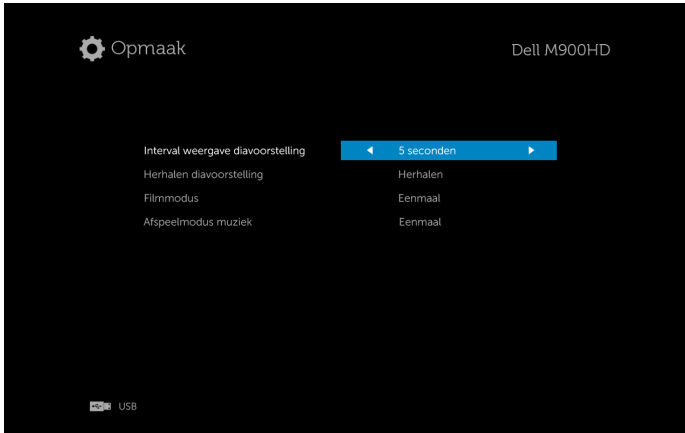 Opmaak
Dell M900HD
Interval weergave diavoorstelling 5 seconden
Herhalen diavoorstelling Herhalen
Filmmodus Eenmaal
Afspeelmodus muziek Eenmaal
USB